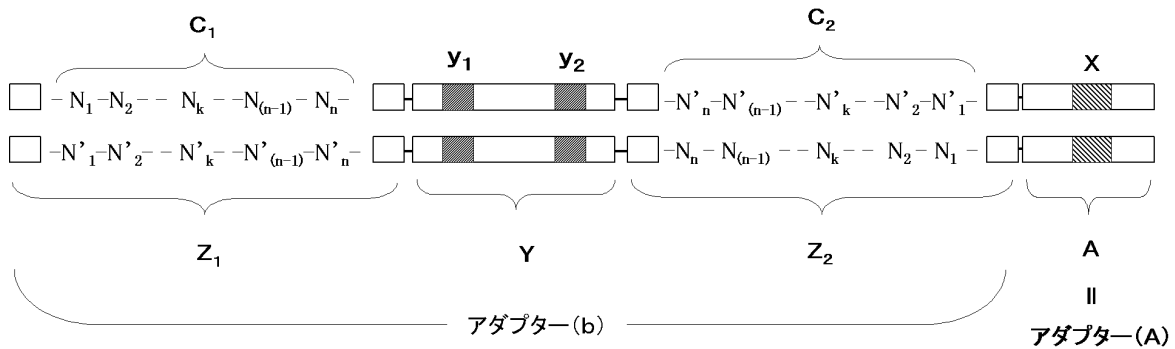 C1 C2
y1 y2 X
-N1-N2- - Nk- -N(n-1)-Nn- -N'n-N'(n-1)- -N'k- -N'2-N'1-
-N'1-N'2- -N'k- -N'(n-1)-N'n- -Nn- N(n-1)- - Nk- - N2- N1-
Z1 Y Z2 A
||
アダプター(b) アダプター(A)